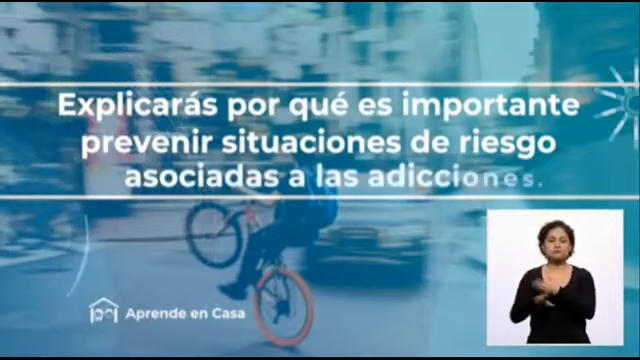 Explicarás por qué es importante
prevenir situaciones de riesgo
asociadas a las adicciones.
Aprende en Casa